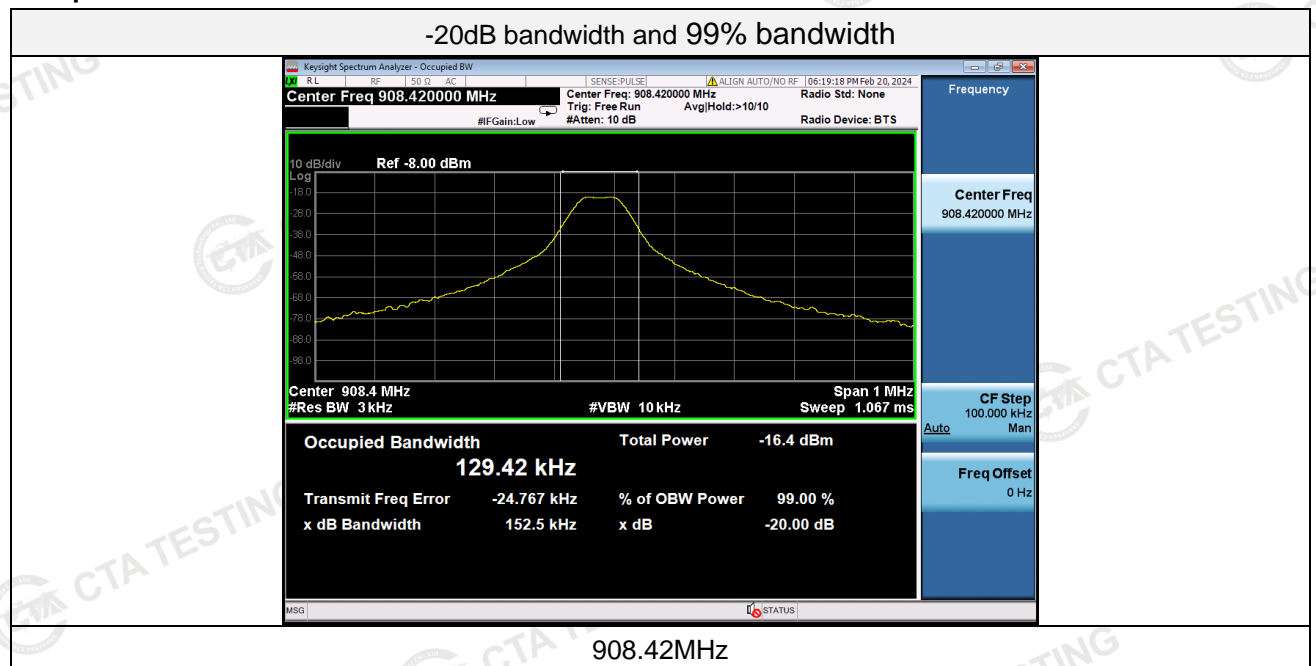 -20dB bandwidth and 99% bandwidth
Keysight Spectrum Analyzer - Occupied BW
RL RF 50 Ω AC SENSE:PULSE ALIGN AUTO/NO RF 06:19:18 PM Feb 20, 2024
Center Freq 908.420000 MHz
Center Freq: 908.420000 MHz
Radio Std: None
Trig: Free Run Avg|Hold:>10/10
#IFGain:Low #Atten: 10 dB Radio Device: BTS
10 dB/div Ref -8.00 dBm
Log
-18.0
-28.0
-38.0
-48.0
-58.0
-68.0
-78.0
-88.0
-98.0
Center 908.4 MHz Span 1 MHz
#Res BW 3 kHz #VBW 10 kHz Sweep 1.067 ms
Occupied Bandwidth Total Power -16.4 dBm
129.42 kHz
Transmit Freq Error -24.767 kHz % of OBW Power 99.00 %
x dB Bandwidth 152.5 kHz x dB -20.00 dB
MSG STATUS
Frequency
Center Freq
908.420000 MHz
CF Step
100.000 kHz
Auto Man
Freq Offset
0 Hz
908.42MHz
STING
CTA
CTA TESTING
CTA TESTING